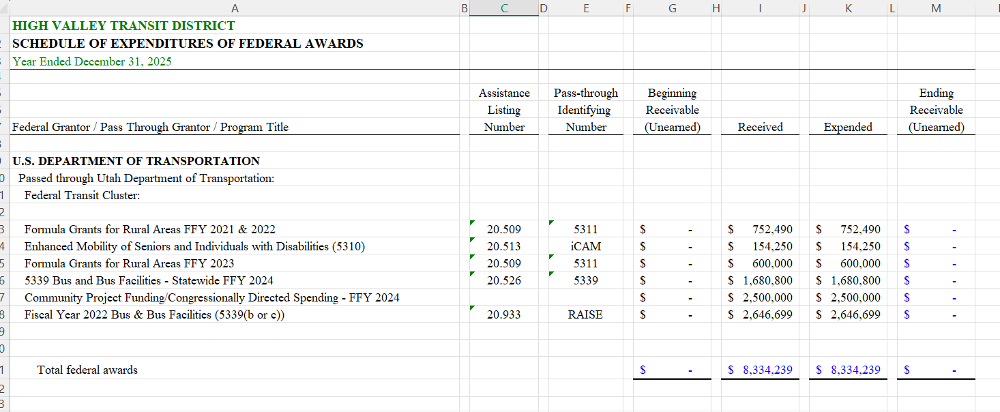 A B C D E F G H I J K L M
HIGH VALLEY TRANSIT DISTRICT
SCHEDULE OF EXPENDITURES OF FEDERAL AWARDS
Year Ended December 31, 2025
Assistance Pass-through Beginning Ending
Listing Identifying Receivable Receivable
Federal Grantor / Pass Through Grantor / Program Title Number Number (Unearned) Received Expended (Unearned)
U.S. DEPARTMENT OF TRANSPORTATION
Passed through Utah Department of Transportation:
Federal Transit Cluster:
Formula Grants for Rural Areas FFY 2021 & 2022 20.509 5311 $ - $ 752,490 $ 752,490 $ -
Enhanced Mobility of Seniors and Individuals with Disabilities (5310) 20.513 iCAM $ - $ 154,250 $ 154,250 $ -
Formula Grants for Rural Areas FFY 2023 20.509 5311 $ - $ 600,000 $ 600,000 $ -
5339 Bus and Bus Facilities - Statewide FFY 2024 20.526 5339 $ - $ 1,680,800 $ 1,680,800 $ -
Community Project Funding/Congressionally Directed Spending - FFY 2024 $ - $ 2,500,000 $ 2,500,000 $ -
Fiscal Year 2022 Bus & Bus Facilities (5339(b or c)) 20.933 RAISE $ - $ 2,646,699 $ 2,646,699 $ -
Total federal awards $ - $ 8,334,239 $ 8,334,239 $ -